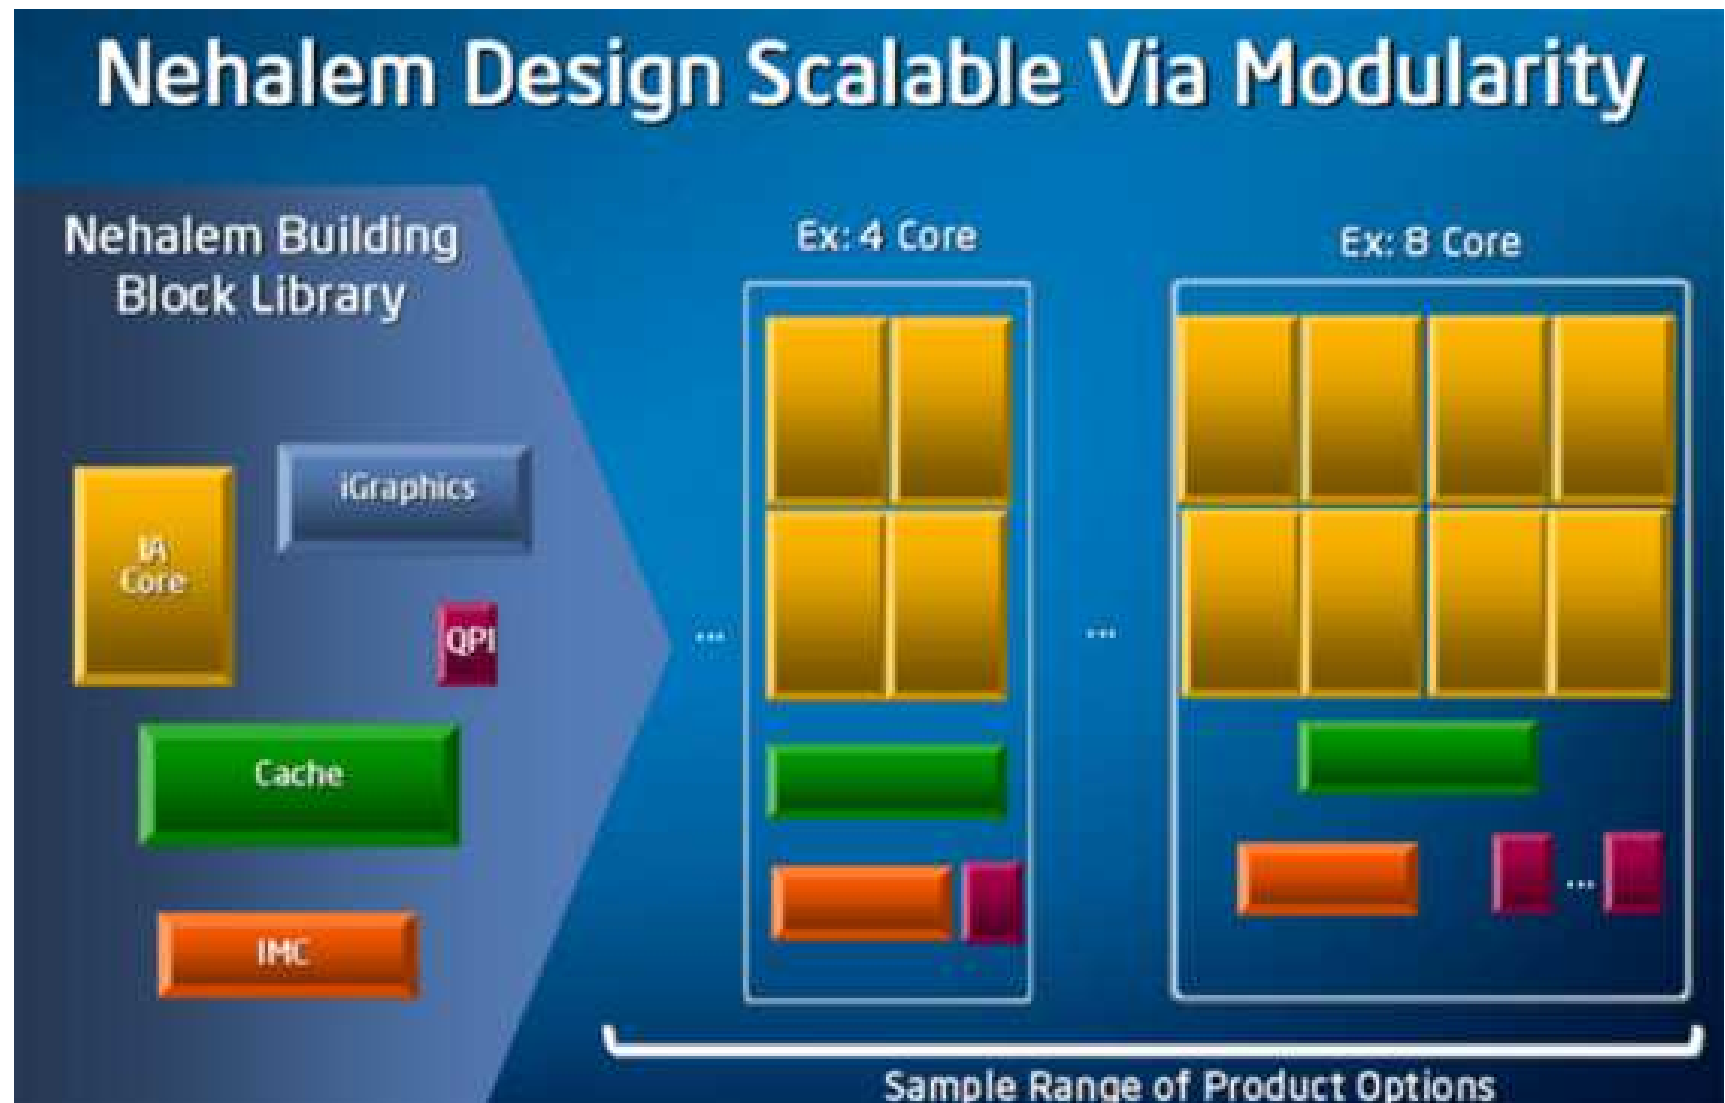 Nehalem Design Scalable Via Modularity
Nehalem Building
Block Library
Ex: 4 Core
Ex: 8 Core
iGraphics
IA
Core
QPI
...
...
Cache
...
IMC
Sample Range of Product Options